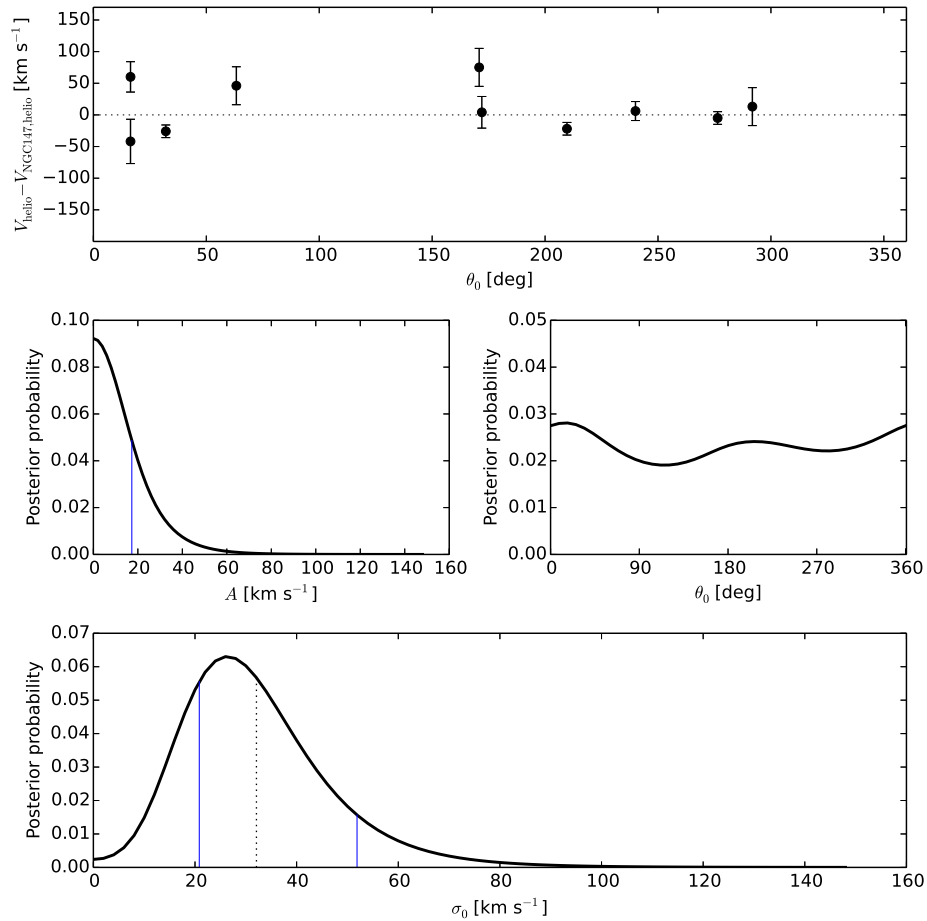 V_helio − V_NGC147,helio [km s⁻¹]
150
100
50
0
−50
−100
−150
0 50 100 150 200 250 300 350
θ₀ [deg]
Posterior probability
0.10
0.08
0.06
0.04
0.02
0.00
0 20 40 60 80 100 120 140 160
A [km s⁻¹]
Posterior probability
0.05
0.04
0.03
0.02
0.01
0.00
0 90 180 270 360
θ₀ [deg]
Posterior probability
0.07
0.06
0.05
0.04
0.03
0.02
0.01
0.00
0 20 40 60 80 100 120 140 160
σ₀ [km s⁻¹]